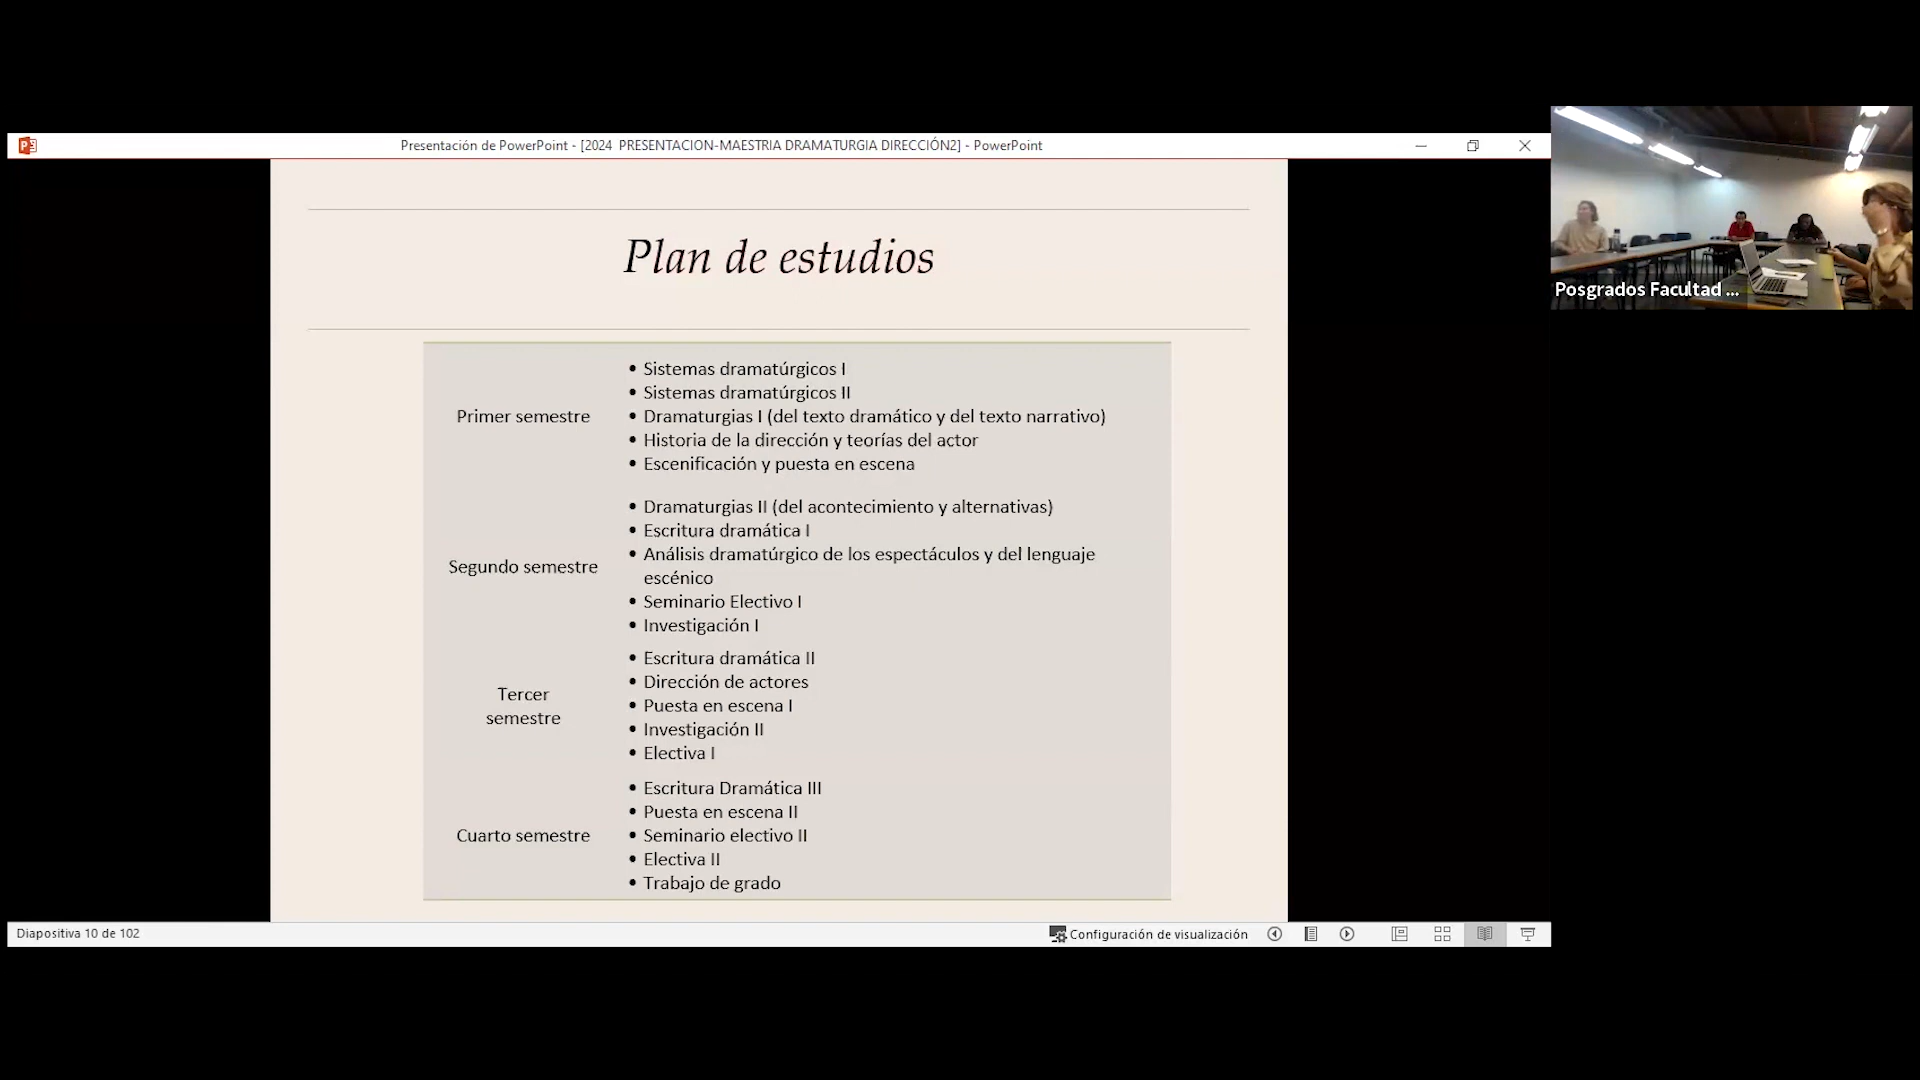 Presentación de PowerPoint - [2024 PRESENTACION-MAESTRIA DRAMATURGIA DIRECCIÓN2] - PowerPoint
Plan de estudios
Primer semestre
• Sistemas dramatúrgicos I
• Sistemas dramatúrgicos II
• Dramaturgias I (del texto dramático y del texto narrativo)
• Historia de la dirección y teorías del actor
• Escenificación y puesta en escena
Segundo semestre
• Dramaturgias II (del acontecimiento y alternativas)
• Escritura dramática I
• Análisis dramatúrgico de los espectáculos y del lenguaje
escénico
• Seminario Electivo I
• Investigación I
Tercer
semestre
• Escritura dramática II
• Dirección de actores
• Puesta en escena I
• Investigación II
• Electiva I
Cuarto semestre
• Escritura Dramática III
• Puesta en escena II
• Seminario electivo II
• Electiva II
• Trabajo de grado
Posgrados Facultad ...
Diapositiva 10 de 102
Configuración de visualización